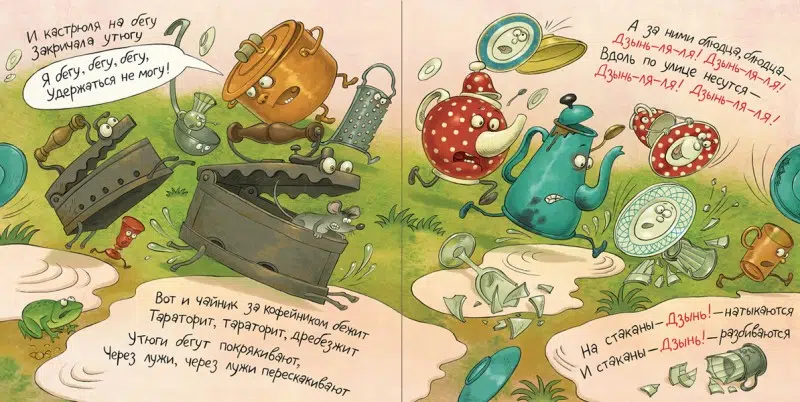 И кастрюля на бегу
Закричала утюгу
Я бегу, бегу, бегу,
Удержаться не могу!
Вот и чайник за кофейником бежит
Тараторит, тараторит, дребезжит
Утюги бегут покрякивают,
Через лужи, через лужи перескакивают
А за ними блюдца, блюдца–
Дзынь-ля-ля! Дзынь-ля-ля!
Вдоль по улице несутся–
Дзынь-ля-ля! Дзынь-ля-ля!
На стаканы–Дзынь!–натыкаются
И стаканы–Дзынь!–разбиваются